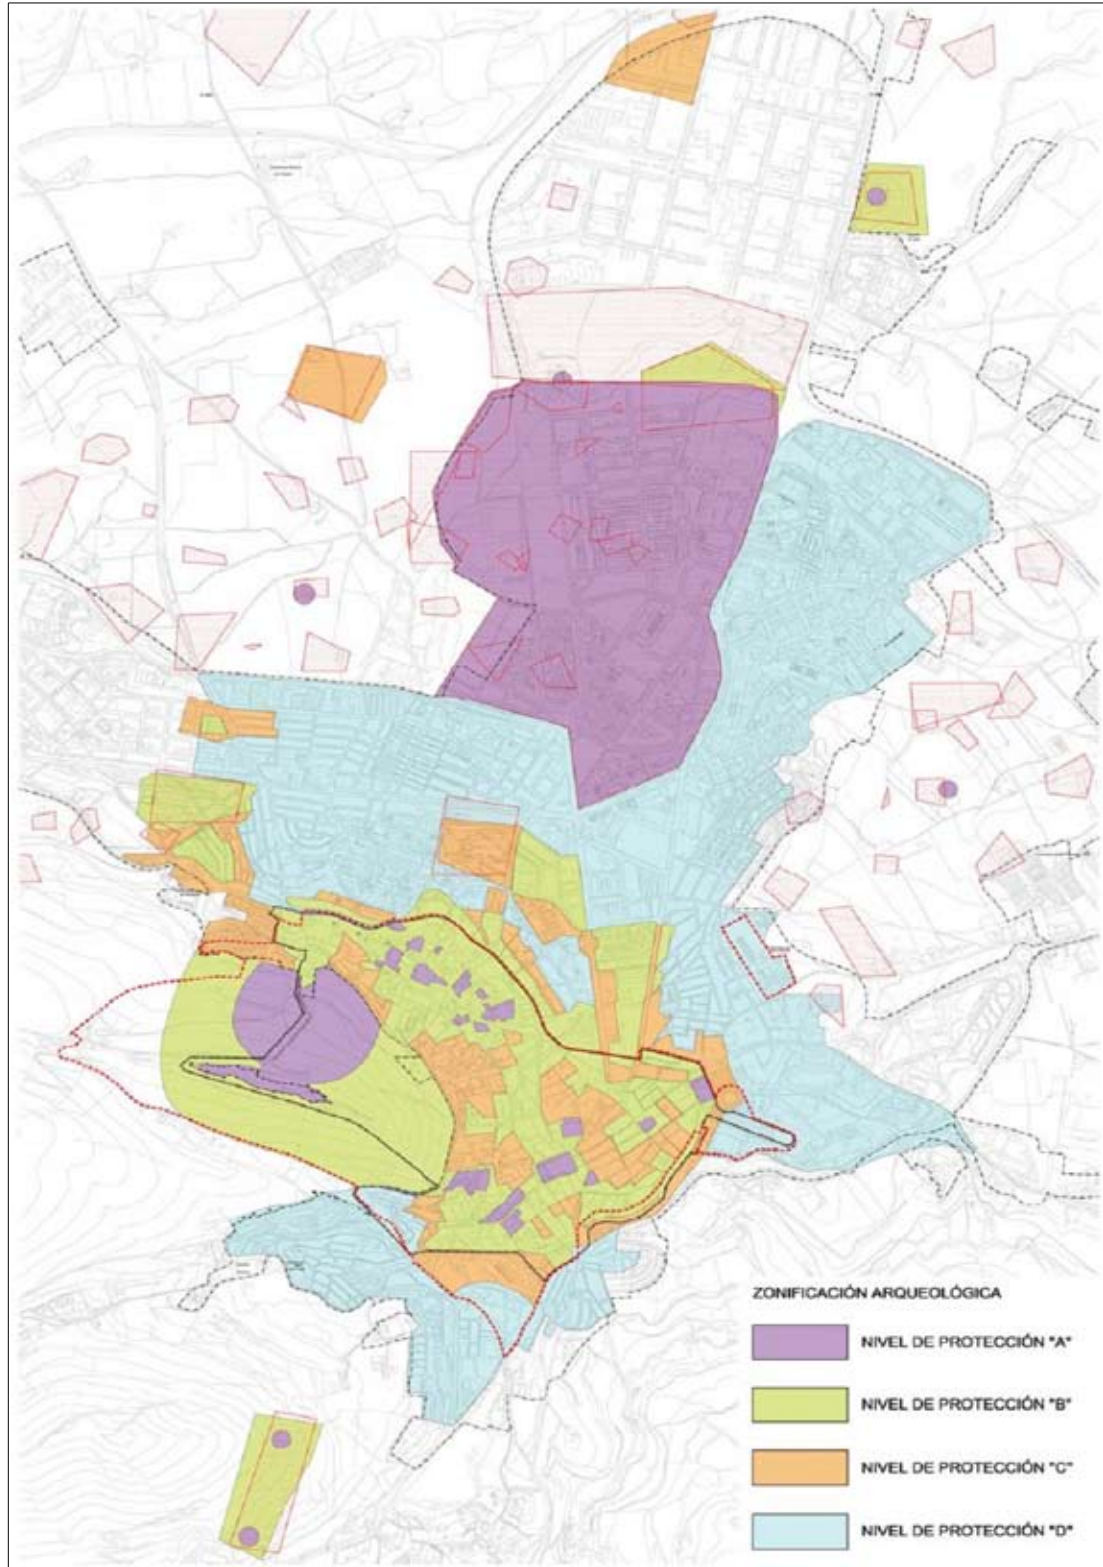 ZONIFICACIÓN ARQUEOLÓGICA
NIVEL DE PROTECCIÓN "A"
NIVEL DE PROTECCIÓN "B"
NIVEL DE PROTECCIÓN "C"
NIVEL DE PROTECCIÓN "D"